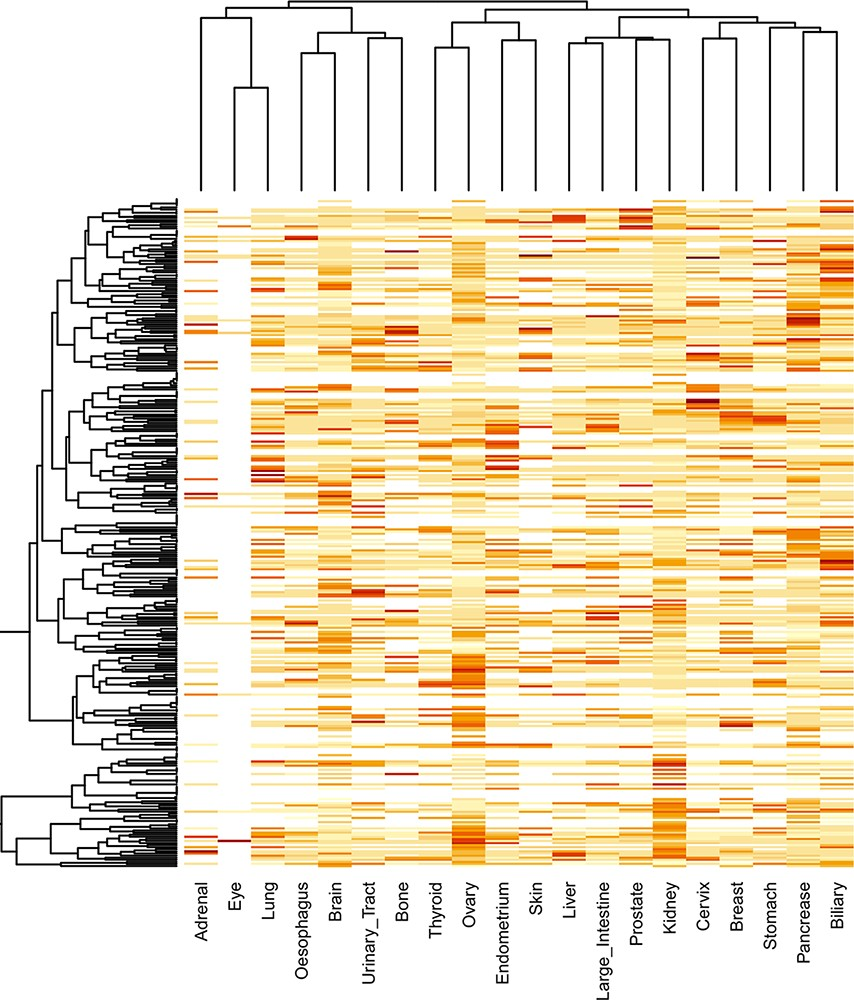 Adrenal
Eye
Lung
Oesophagus
Brain
Urinary_Tract
Bone
Thyroid
Ovary
Endometrium
Skin
Liver
Large_Intestine
Prostate
Kidney
Cervix
Breast
Stomach
Pancrease
Biliary